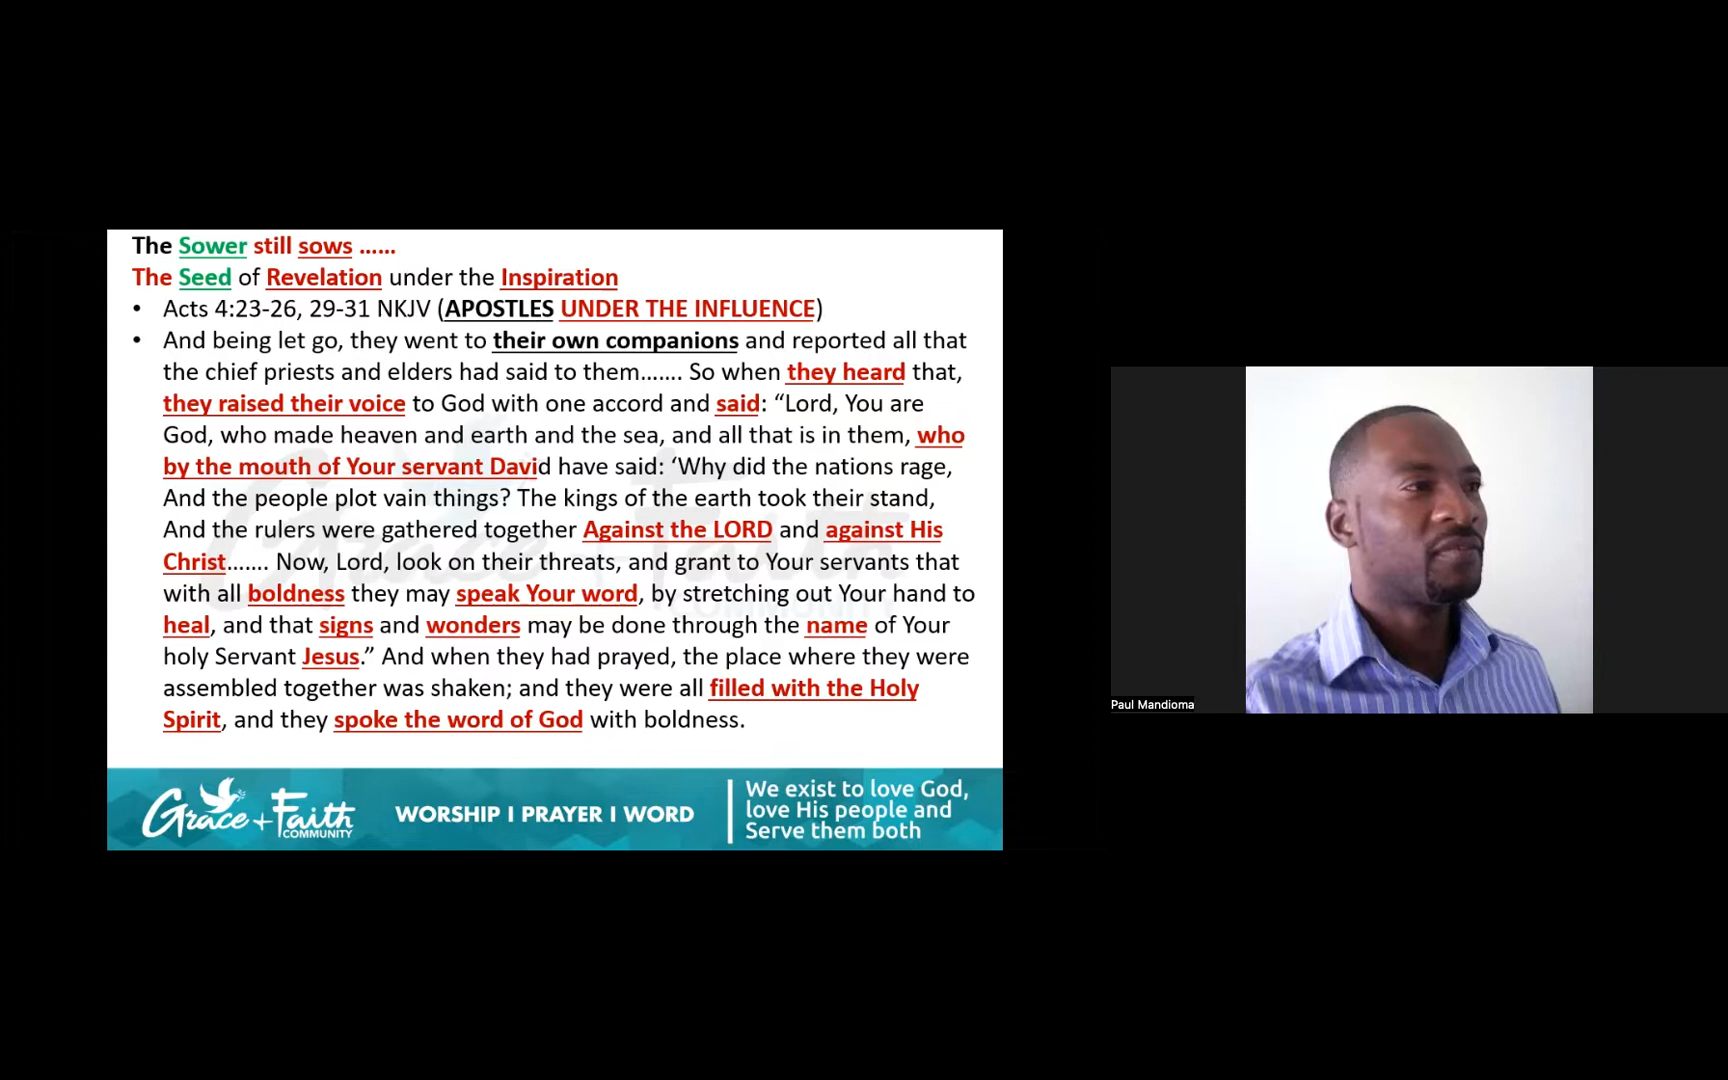 The Sower still sows ......
The Seed of Revelation under the Inspiration
• Acts 4:23-26, 29-31 NKJV (APOSTLES UNDER THE INFLUENCE)
• And being let go, they went to their own companions and reported all that
the chief priests and elders had said to them....... So when they heard that,
they raised their voice to God with one accord and said: “Lord, You are
God, who made heaven and earth and the sea, and all that is in them, who
by the mouth of Your servant David have said: ‘Why did the nations rage,
And the people plot vain things? The kings of the earth took their stand,
And the rulers were gathered together Against the LORD and against His
Christ....... Now, Lord, look on their threats, and grant to Your servants that
with all boldness they may speak Your word, by stretching out Your hand to
heal, and that signs and wonders may be done through the name of Your
holy Servant Jesus.” And when they had prayed, the place where they were
assembled together was shaken; and they were all filled with the Holy
Spirit, and they spoke the word of God with boldness.
Grace + Faith
COMMUNITY
WORSHIP I PRAYER I WORD
We exist to love God,
love His people and
Serve them both
Paul Mandioma